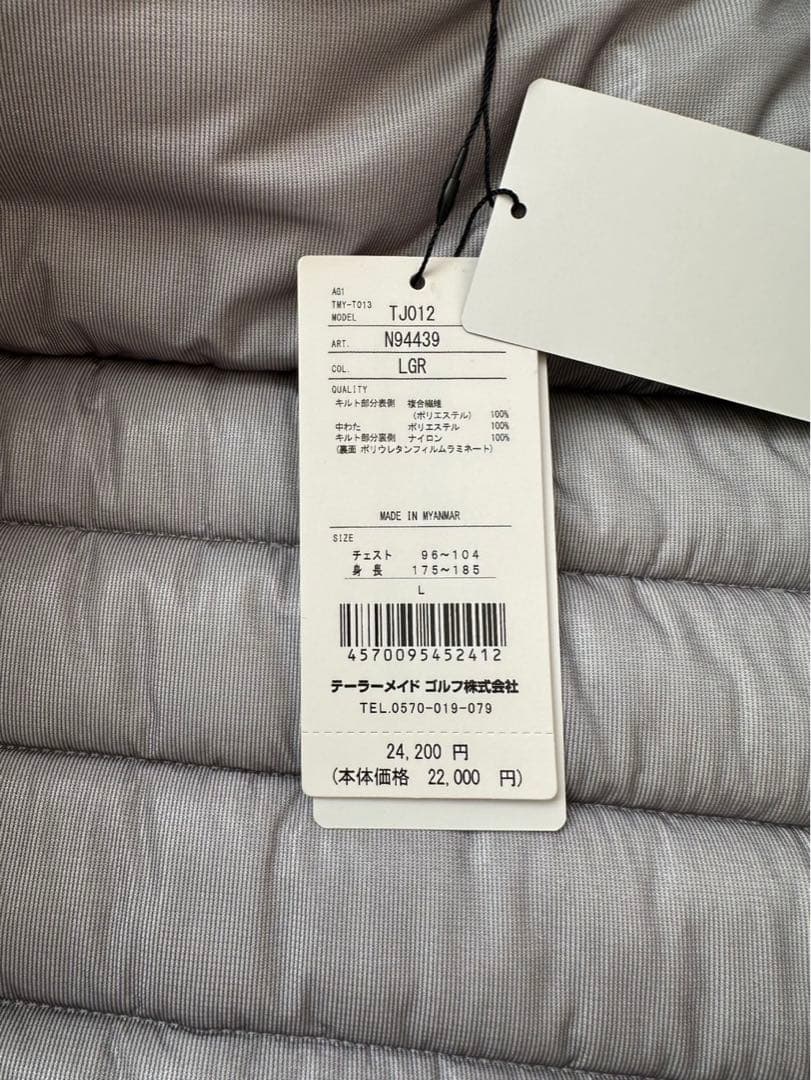 AG1
TMY-T013
MODEL TJ012
ART. N94439
COL. LGR
QUALITY
キルト部分表側 複合繊維
(ポリエステル) 100%
中わた ポリエステル 100%
キルト部分裏側 ナイロン 100%
(裏面 ポリウレタンフィルムラミネート)
MADE IN MYANMAR
SIZE
チェスト 96~104
身長 175~185
L
4570095452412
テーラーメイド ゴルフ株式会社
TEL.0570-019-079
24,200 円
(本体価格 22,000 円)